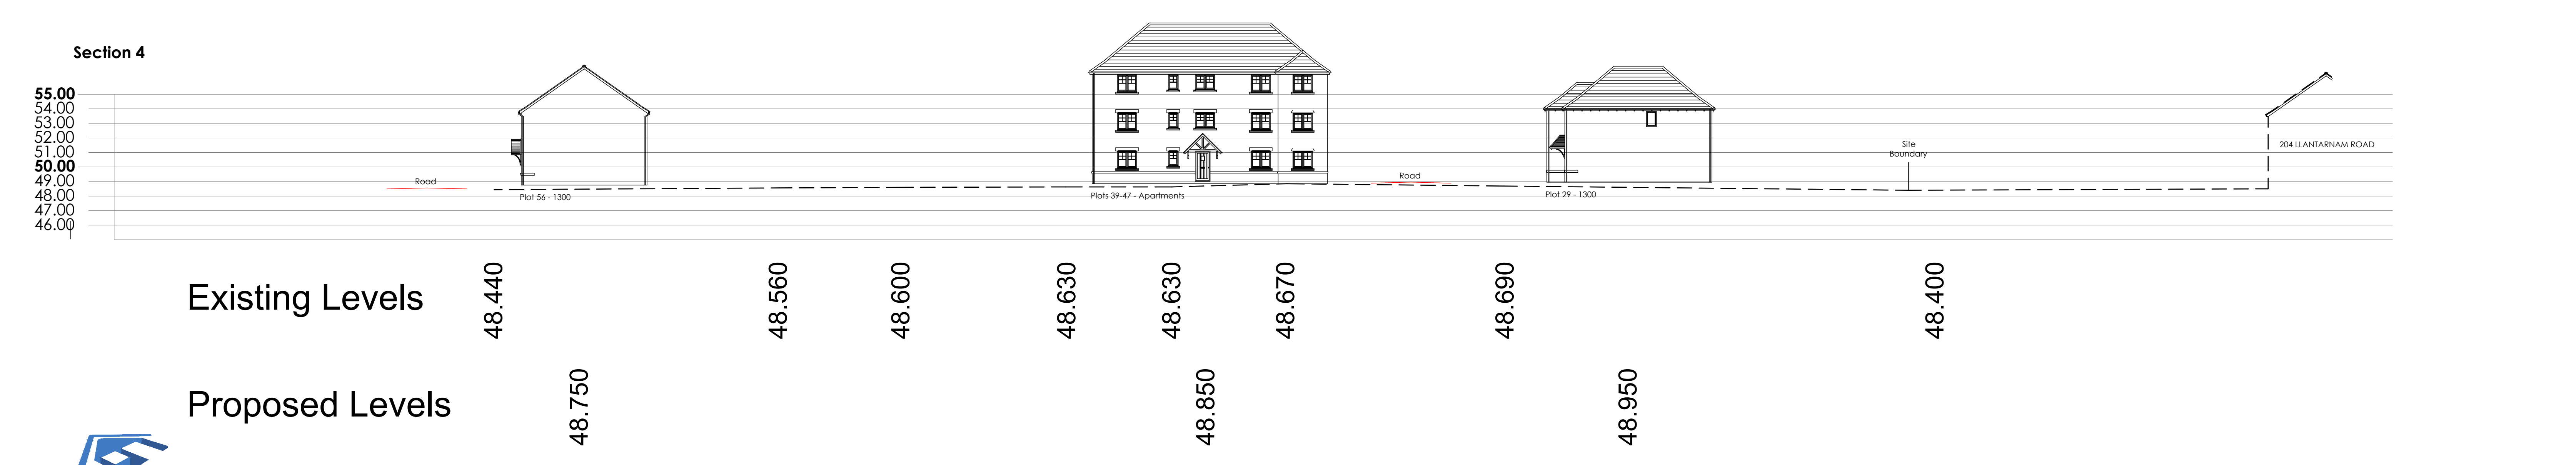 Section 4
55.00
54.00
53.00
52.00
51.00
50.00
49.00
48.00
47.00
46.00
Road
Plot 56 - 1300
Plots 39-47 - Apartments
Road
Plot 29 - 1300
Site
Boundary
204 LLANTARNAM ROAD
Existing Levels
48.440
48.560
48.600
48.630
48.630
48.670
48.690
48.400
Proposed Levels
48.750
48.850
48.950